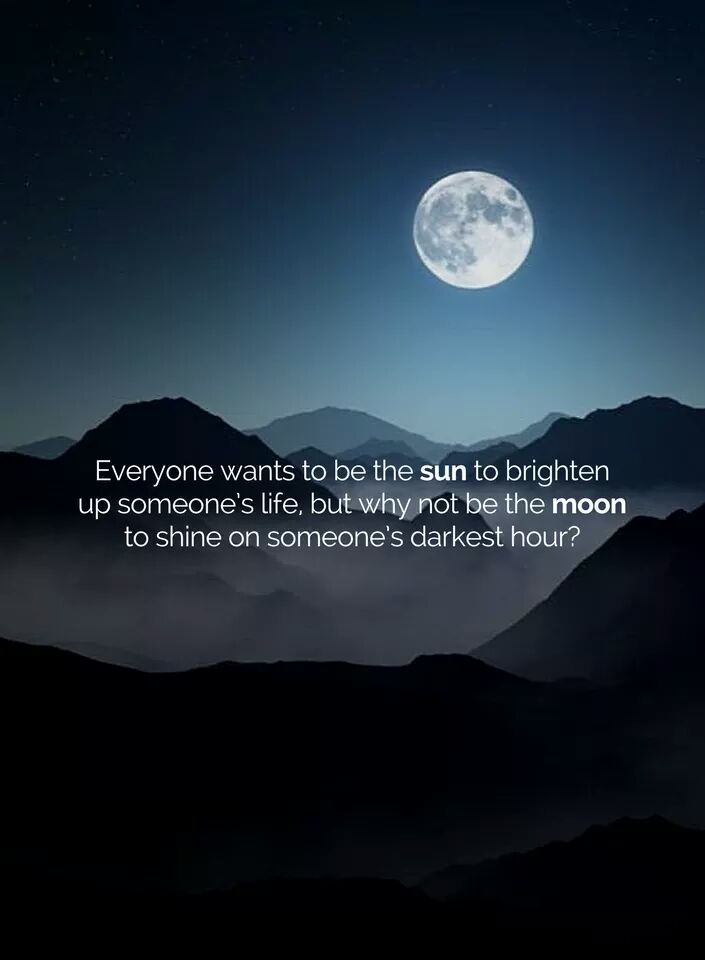 Everyone wants to be the sun to brighten
up someone's life, but why not be the moon
to shine on someone's darkest hour?